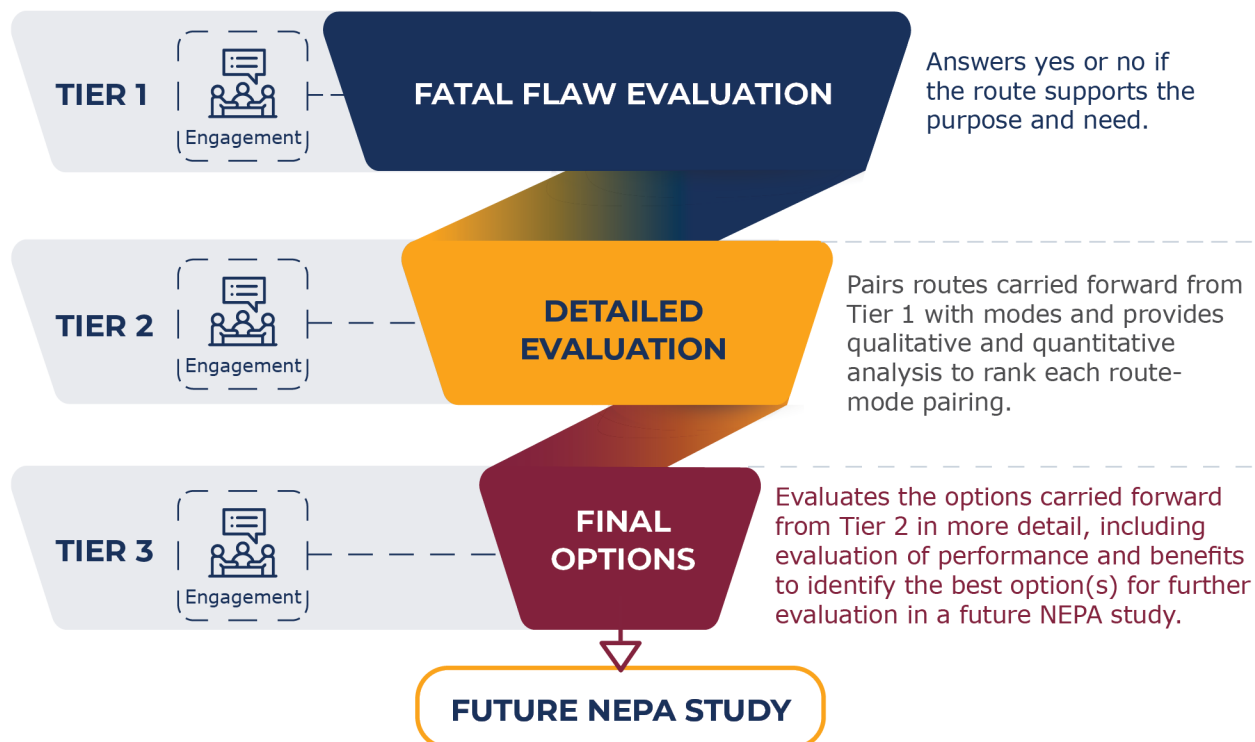 TIER 1
Engagement
FATAL FLAW EVALUATION
Answers yes or no if
the route supports the
purpose and need.
TIER 2
Engagement
DETAILED
EVALUATION
Pairs routes carried forward from
Tier 1 with modes and provides
qualitative and quantitative
analysis to rank each route-
mode pairing.
TIER 3
Engagement
FINAL
OPTIONS
Evaluates the options carried forward
from Tier 2 in more detail, including
evaluation of performance and benefits
to identify the best option(s) for further
evaluation in a future NEPA study.
FUTURE NEPA STUDY